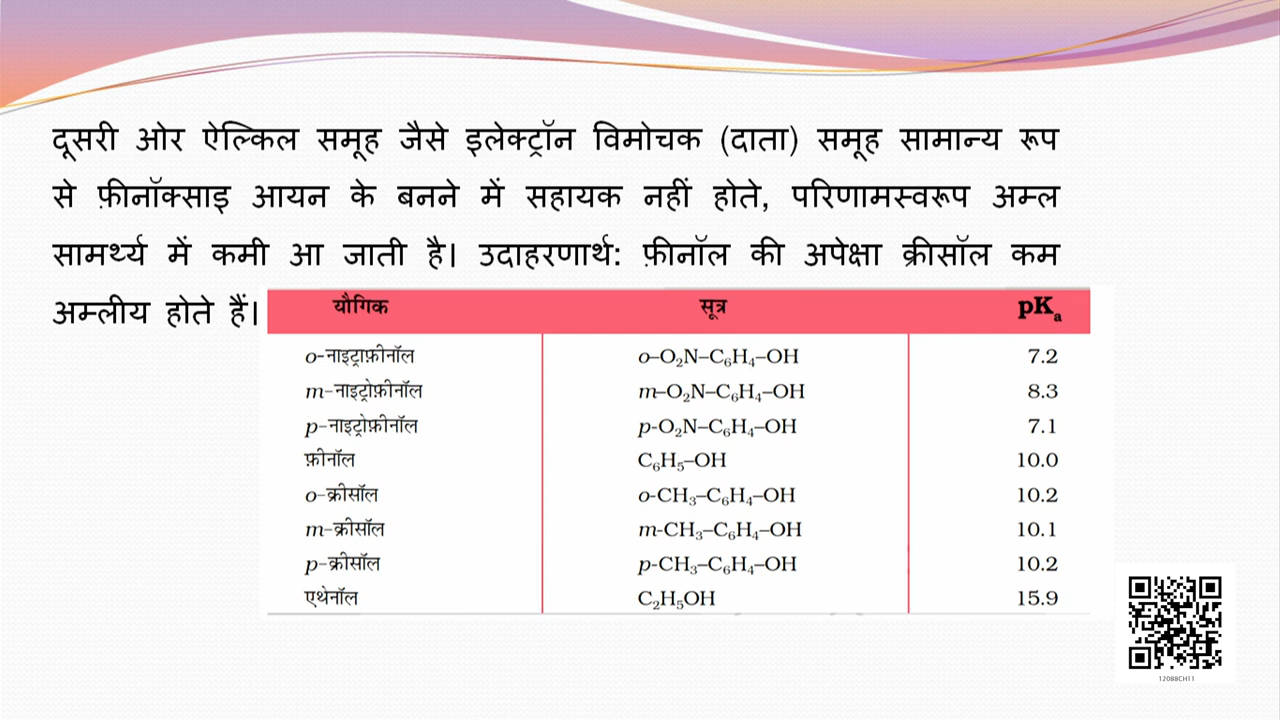 दूसरी ओर ऐल्किल समूह जैसे इलेक्ट्रॉन विमोचक (दाता) समूह सामान्य रूप
से फ़ीनॉक्साइ आयन के बनने में सहायक नहीं होते, परिणामस्वरूप अम्ल
सामर्थ्य में कमी आ जाती है। उदाहरणार्थ: फ़ीनॉल की अपेक्षा क्रीसॉल कम
अम्लीय होते हैं।
यौगिक सूत्र pKₐ
o-नाइट्राफ़ीनॉल o–O₂N–C₆H₄–OH 7.2
m-नाइट्रोफ़ीनॉल m–O₂N–C₆H₄–OH 8.3
p-नाइट्रोफ़ीनॉल p-O₂N–C₆H₄–OH 7.1
फ़ीनॉल C₆H₅–OH 10.0
o-क्रीसॉल o-CH₃–C₆H₄–OH 10.2
m-क्रीसॉल m-CH₃–C₆H₄–OH 10.1
p-क्रीसॉल p-CH₃–C₆H₄–OH 10.2
एथेनॉल C₂H₅OH 15.9
12088CH11